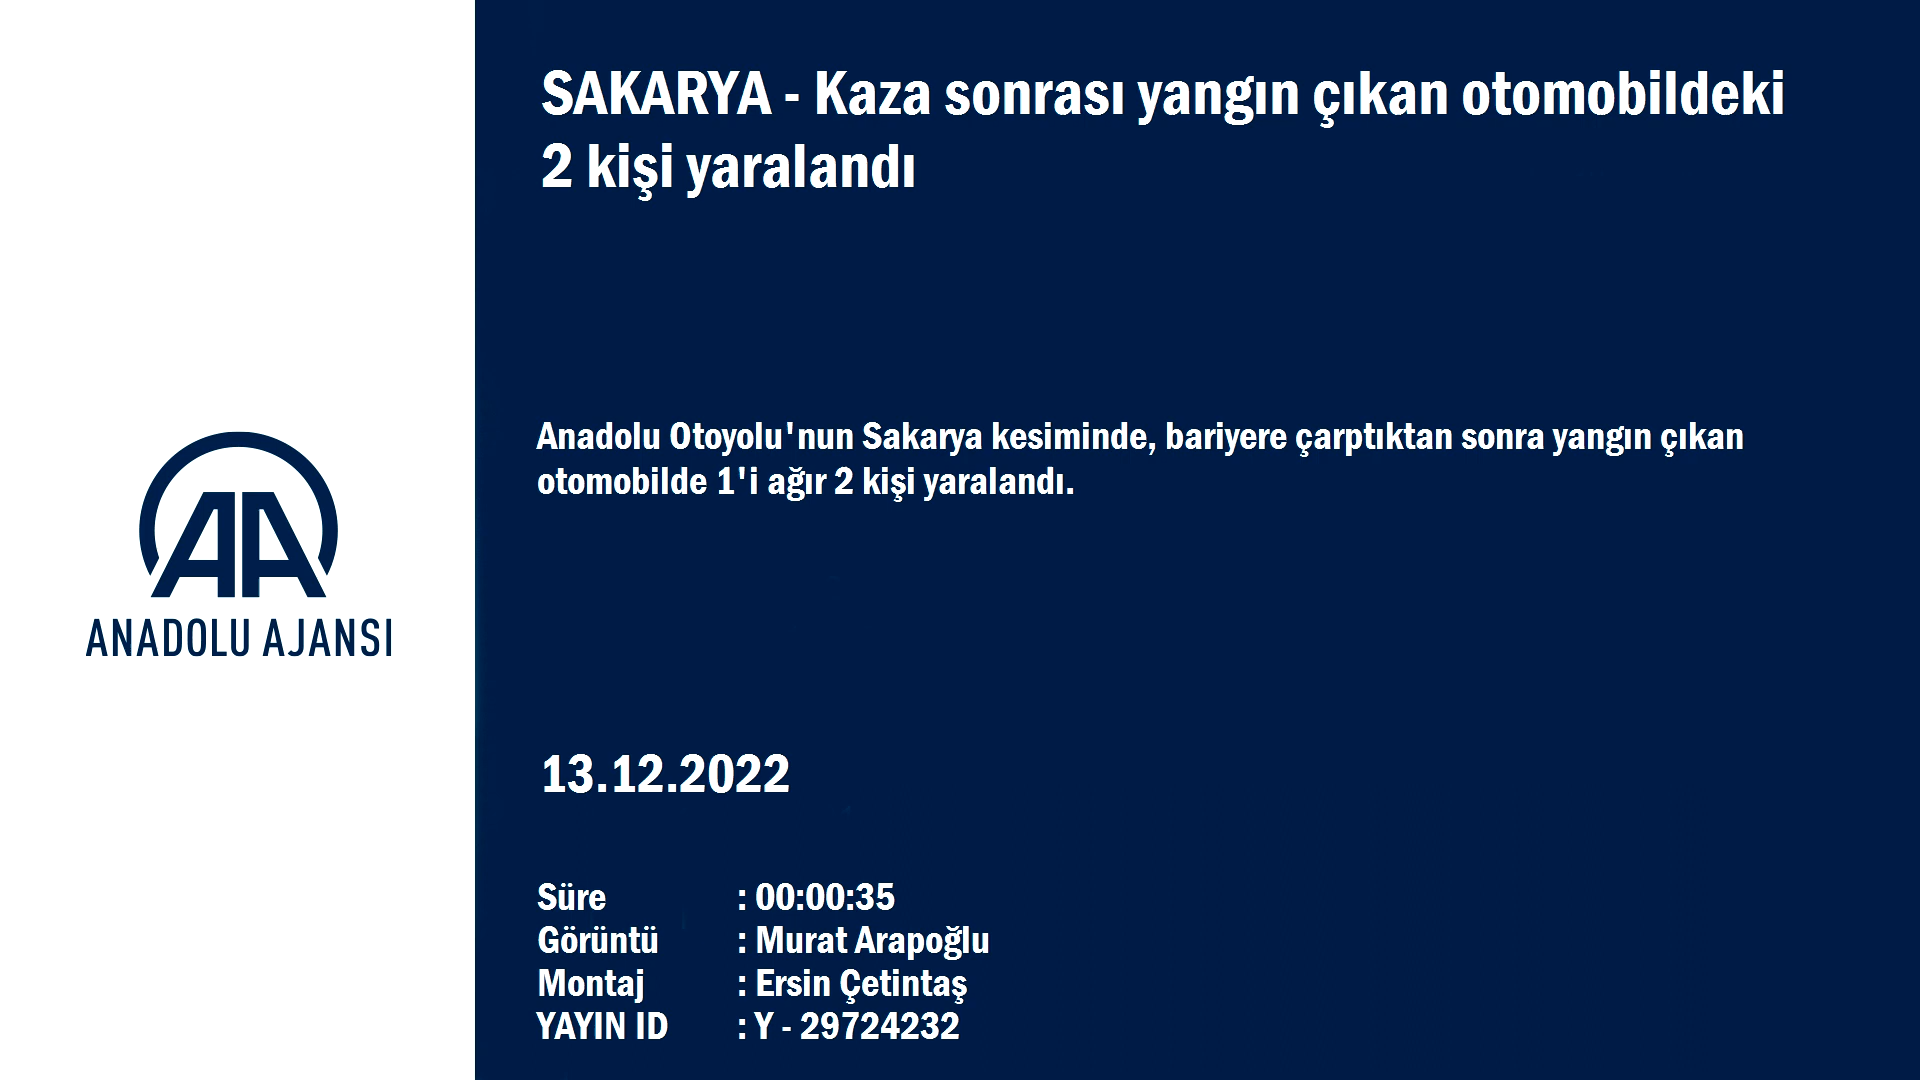 SAKARYA - Kaza sonrası yangın çıkan otomobildeki
2 kişi yaralandı
Anadolu Otoyolu'nun Sakarya kesiminde, bariyere çarptıktan sonra yangın çıkan
otomobilde 1'i ağır 2 kişi yaralandı.
AA
ANADOLU AJANSI
13.12.2022
Süre : 00:00:35
Görüntü : Murat Arapoğlu
Montaj : Ersin Çetintaş
YAYIN ID : Y - 29724232